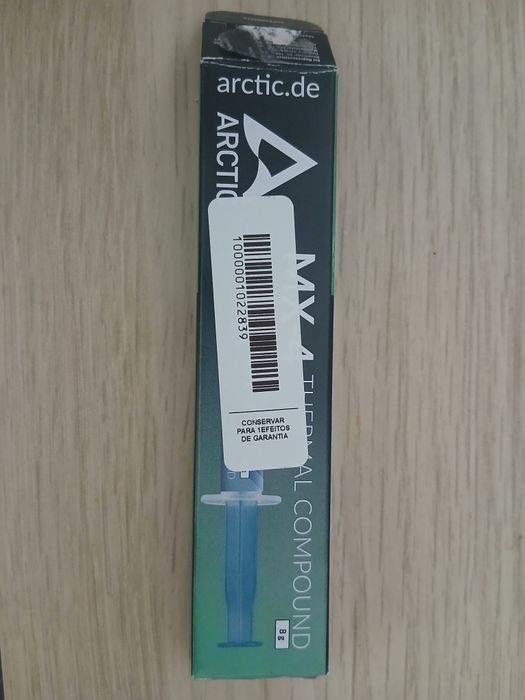 arctic.de
ARCTIC
MX-4 THERMAL COMPOUND
8 g
1000001022839
CONSERVAR
PARA 1EFEITOS
DE GARANTIA